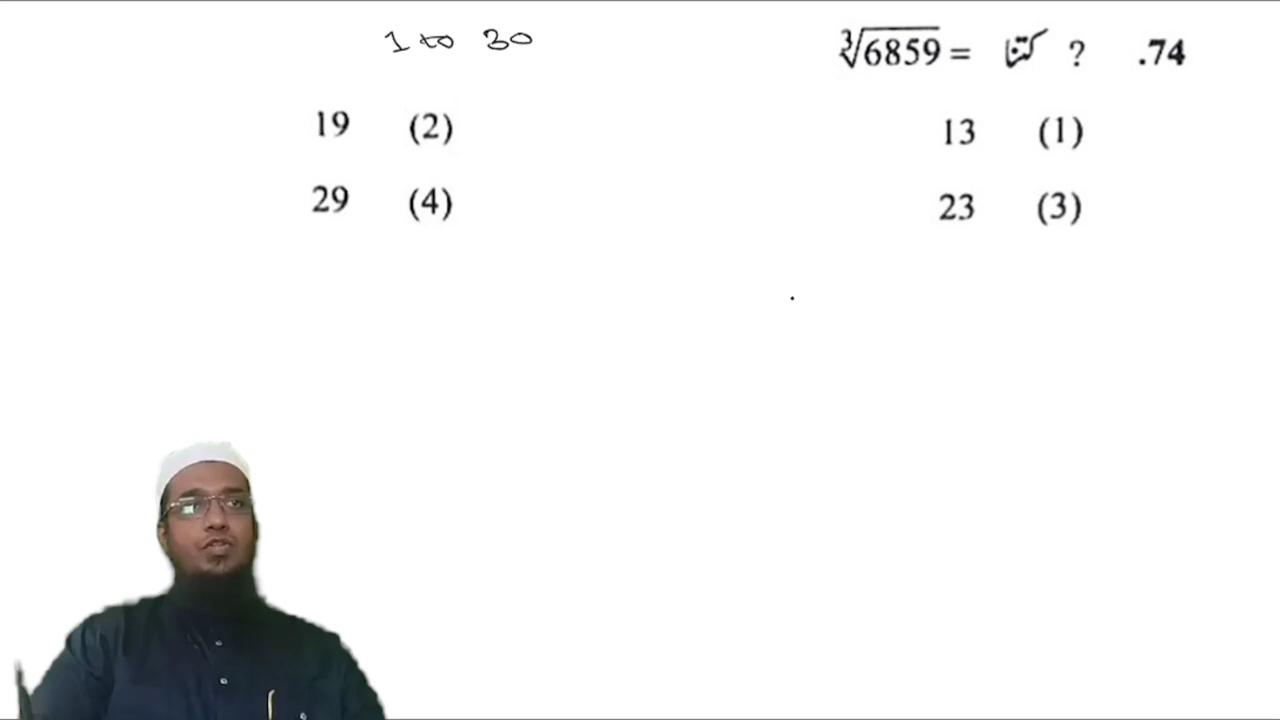 1 to 30
.74 ∛6859 = کتنا ?
(1) 13 (2) 19
(3) 23 (4) 29